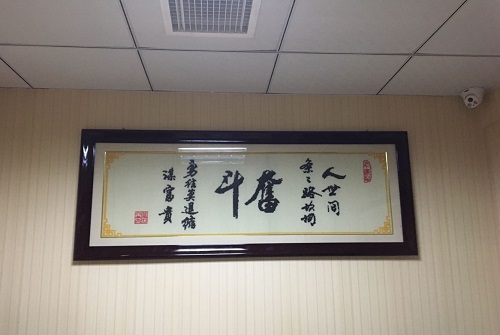 人世间
条々路坎坷
奮斗
勇往莫退缩
谋富贵